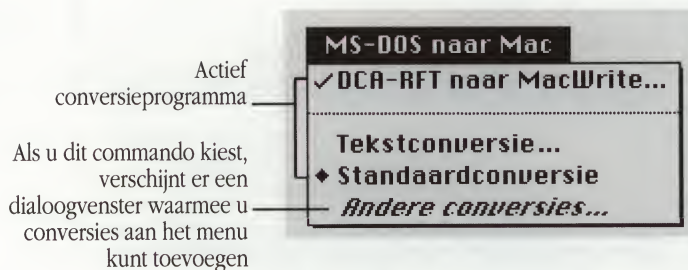 MS-DOS naar Mac
Actief
conversieprogramma
✓DCA-RFT naar MacWrite...
Tekstconversie...
◆ Standaardconversie
Andere conversies...
Als u dit commando kiest,
verschijnt er een
dialoogvenster waarmee u
conversies aan het menu
kunt toevoegen